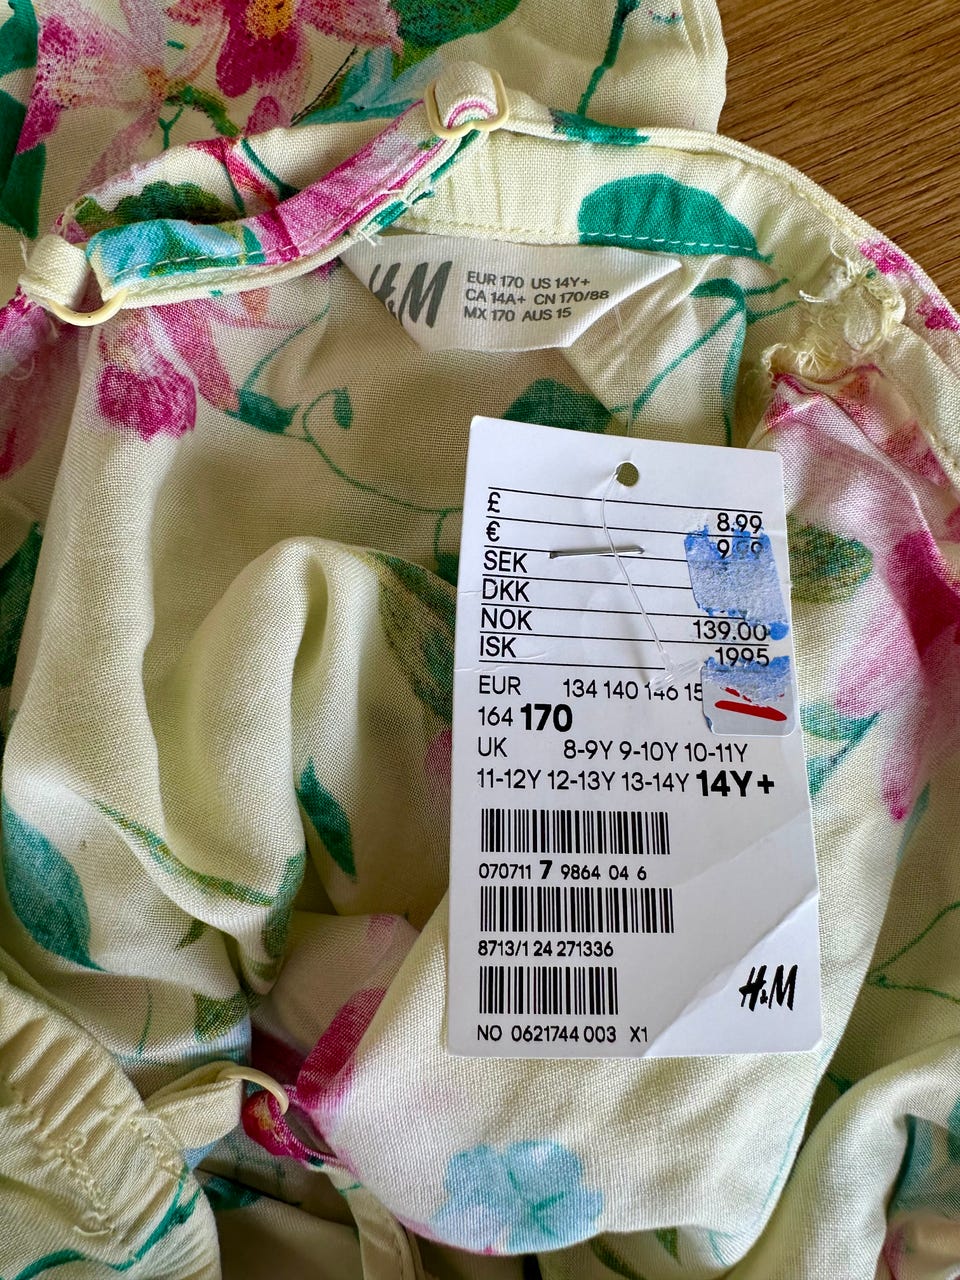 H&M
EUR 170 US 14Y+
CA 14A+ CN 170/88
MX 170 AUS 15
£ 8.99
€
SEK
DKK
NOK 139.00
ISK 1995
EUR 134 140 146
164 170
UK 8-9Y 9-10Y 10-11Y
11-12Y 12-13Y 13-14Y 14Y+
070711 7 9864 04 6
8713/1 24 271336
H&M
NO 0621744 003 X1